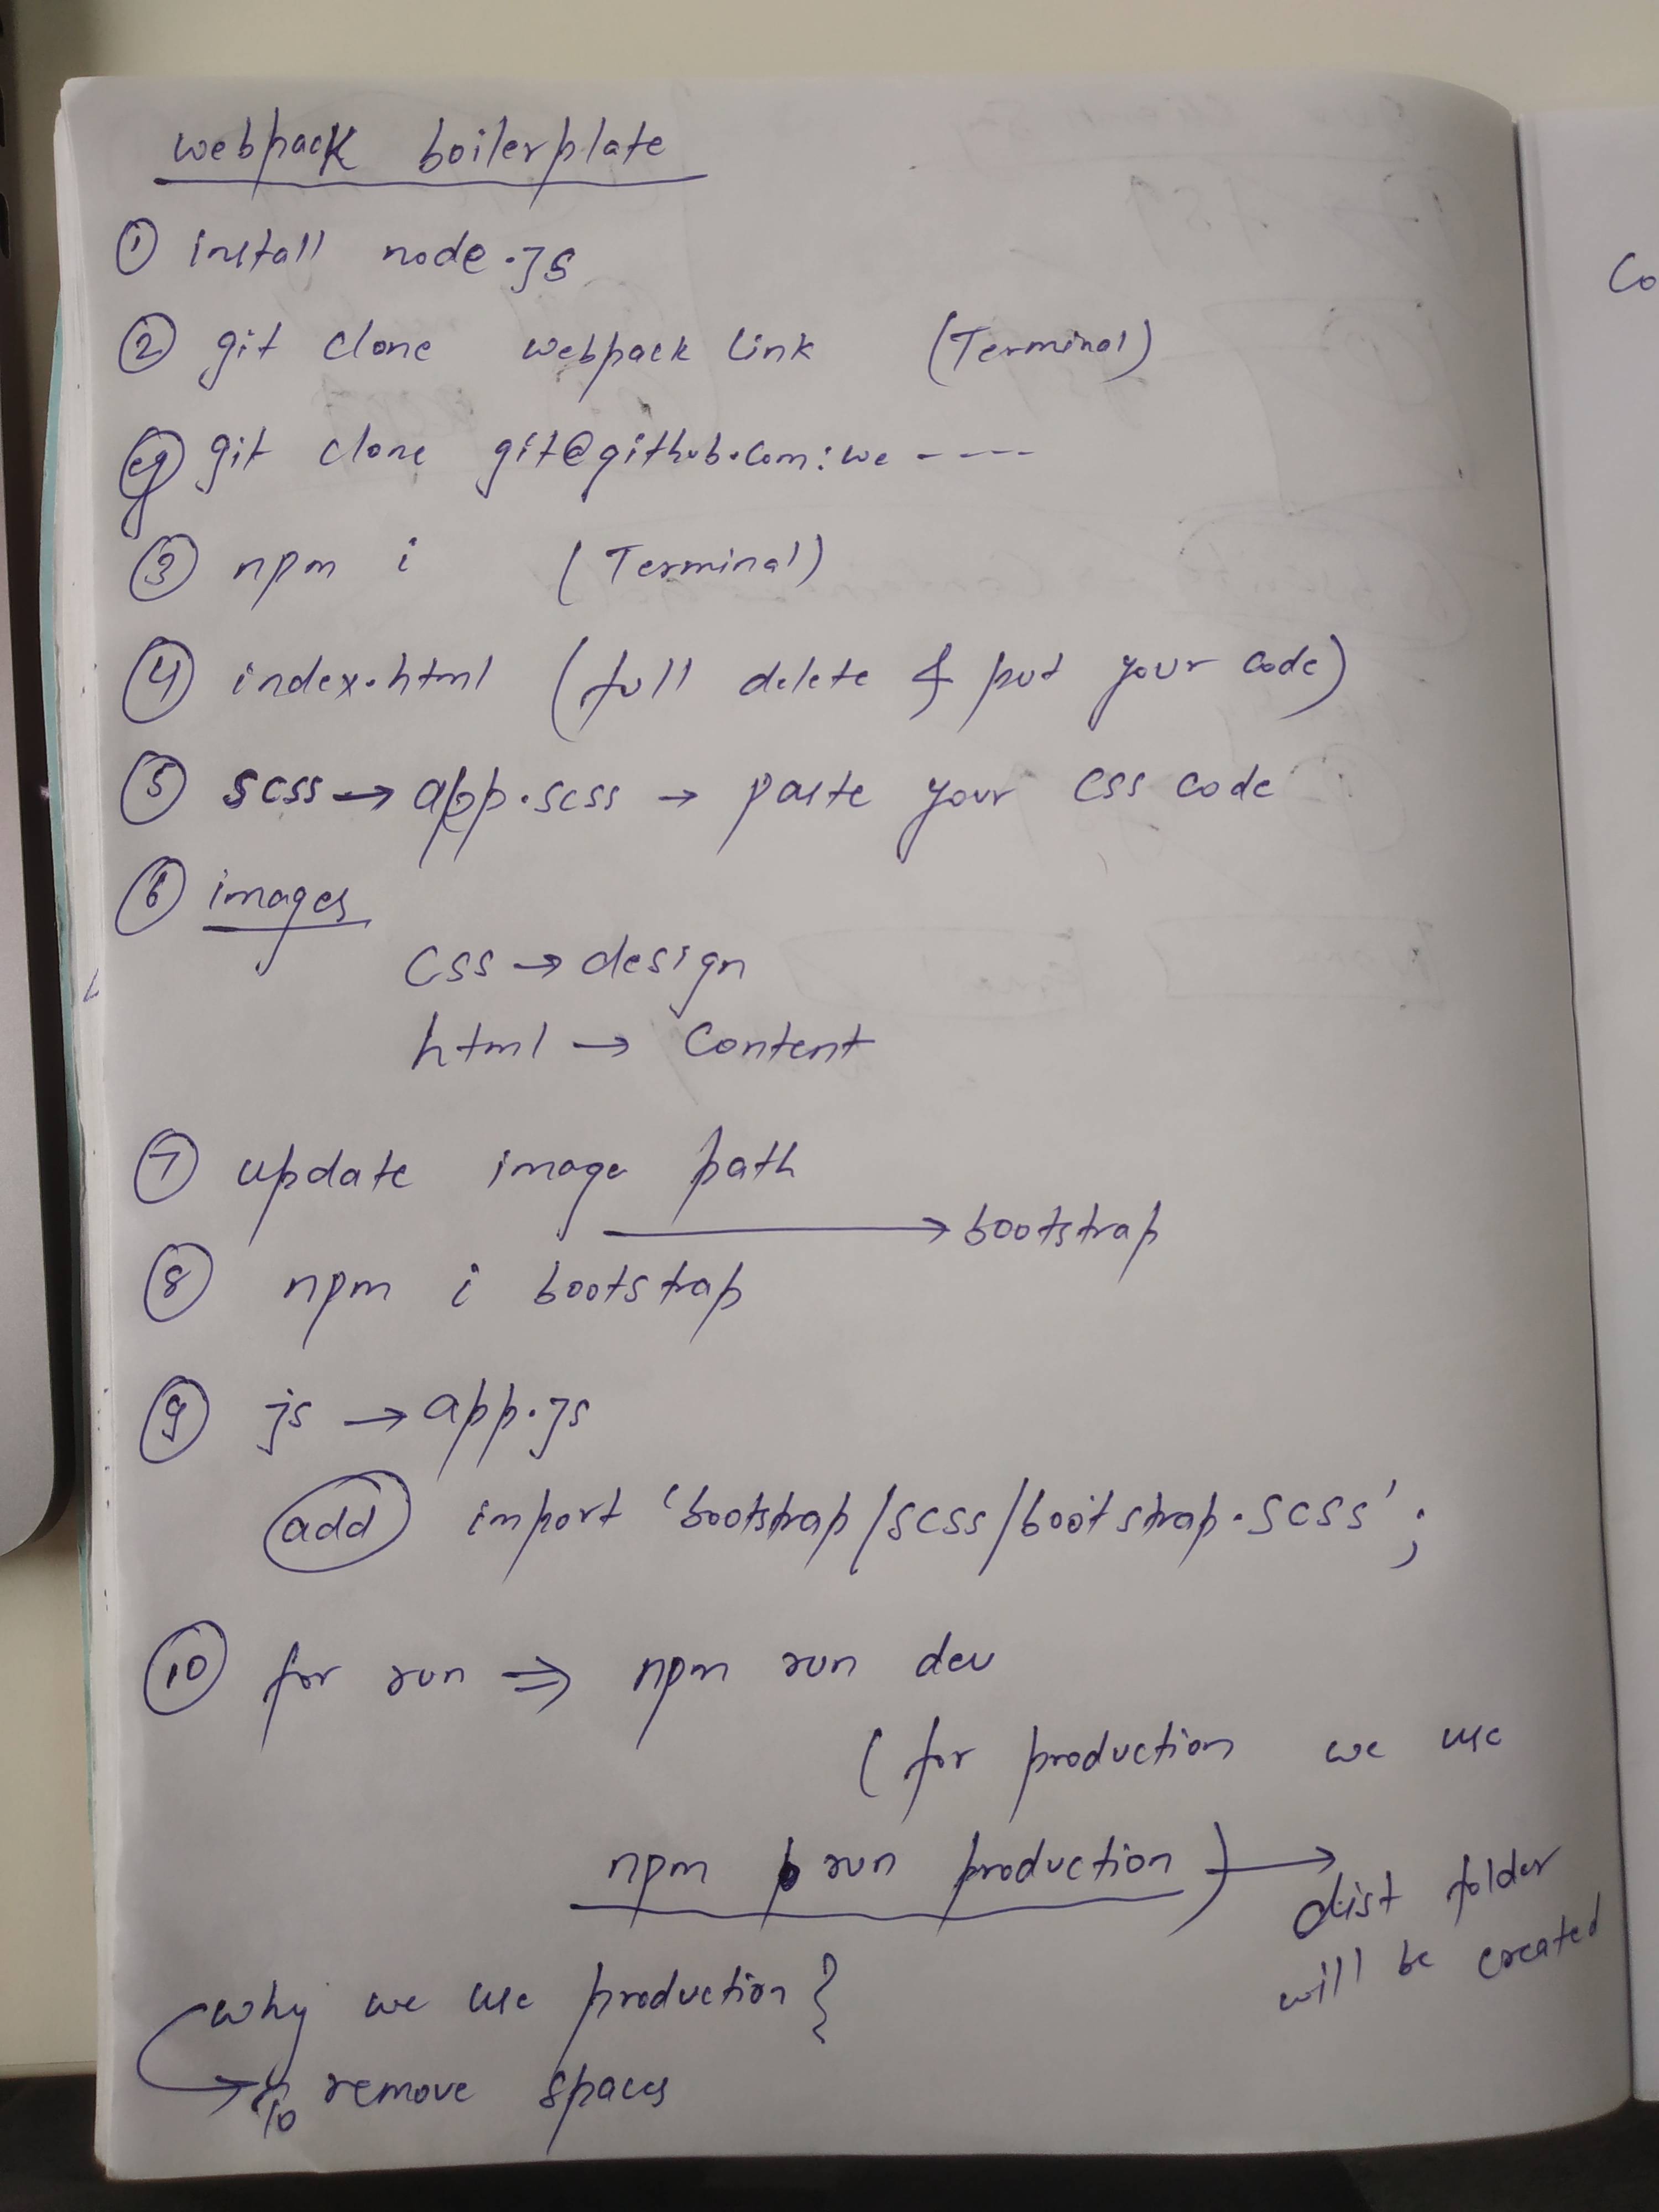 webpack boilerplate
① install node.js
② git clone webpack link (Terminal)
eg git clone git@github.com:we ----
③ npm i (Terminal)
④ index.html (full delete & put your code)
⑤ scss → app.scss → paste your css code
⑥ images
css → design
html → content
⑦ update image path
→ bootstrap
⑧ npm i bootstrap
⑨ js → app.js
add import 'bootstrap/scss/bootstrap.scss';
⑩ for run ⇒ npm run dev
(for production we use
npm run production) → dist folder
will be created
why we use production }
→ to remove spaces
Co